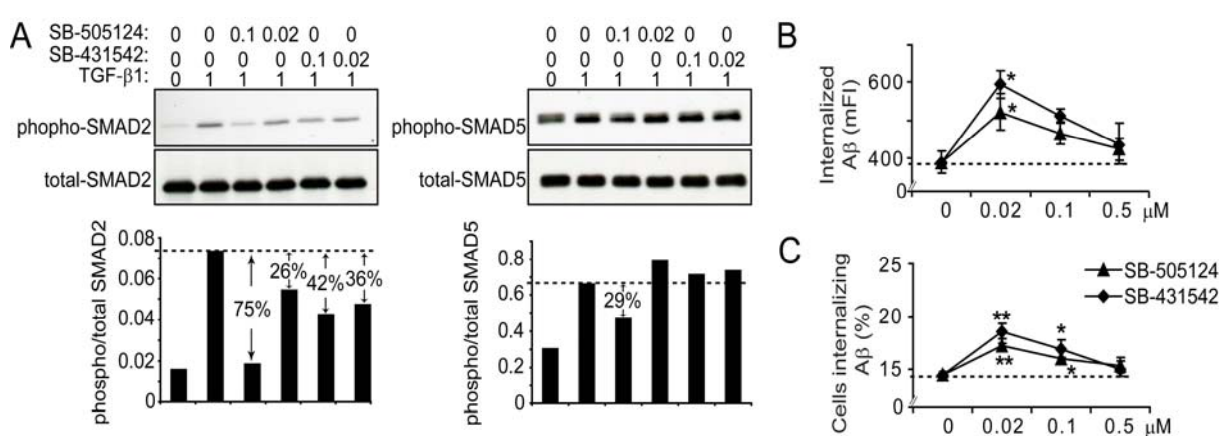 A
SB-505124: 0 0 0.1 0.02 0 0
SB-431542: 0 0 0 0 0.1 0.02
TGF-β1: 0 1 1 1 1 1
phopho-SMAD2
total-SMAD2
phospho/total SMAD2
0.08
0.06
0.04
0.02
0
75%
26%
42%
36%
0 0 0.1 0.02 0 0
0 0 0 0 0.1 0.02
0 1 1 1 1 1
phopho-SMAD5
total-SMAD5
phospho/total SMAD5
0.8
0.6
0.4
0.2
0
29%
B
Internalized
Aβ (mFI)
600
400
0
*
*
0 0.02 0.1 0.5 μM
C
Cells internalizing
Aβ (%)
25
20
15
0
SB-505124
SB-431542
**
*
**
*
0 0.02 0.1 0.5 μM